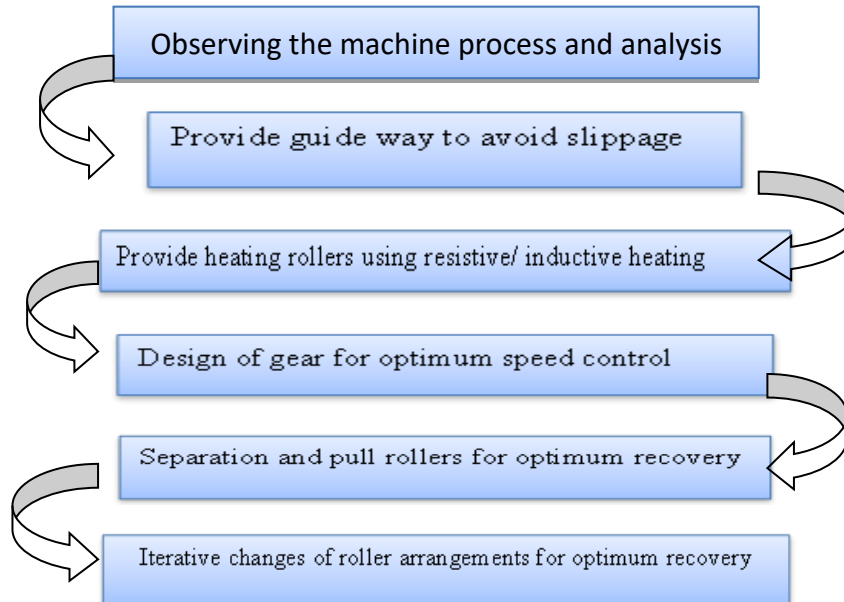 Observing the machine process and analysis
Provide guide way to avoid slippage
Provide heating rollers using resistive/ inductive heating
Design of gear for optimum speed control
Separation and pull rollers for optimum recovery
Iterative changes of roller arrangements for optimum recovery